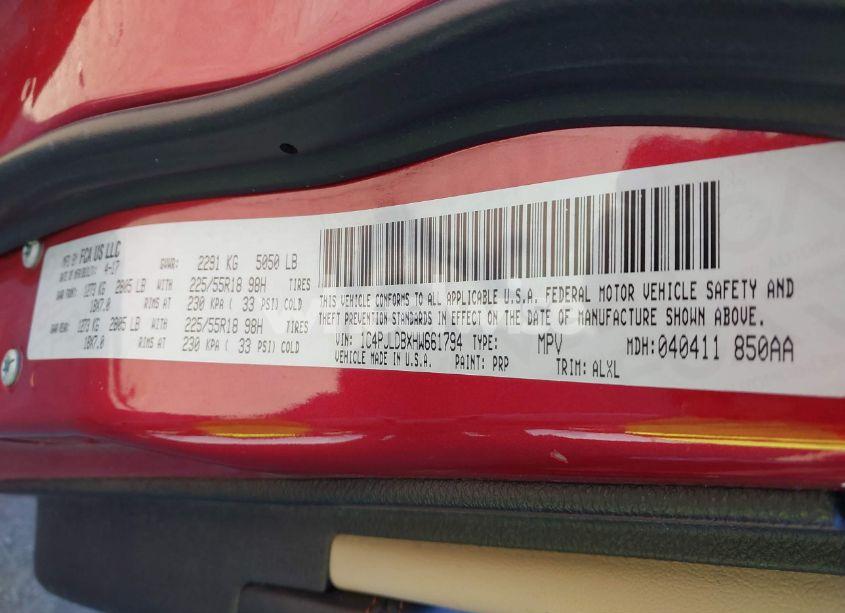 MFD BY FCA US LLC
DATE OF MFR(BUILT): 4-17 GVWR: 2291 KG 5050 LB
GAWR FRONT: 1273 KG 2805 LB WITH 225/55R18 98H TIRES
18X7.0 RIMS AT 230 KPA ( 33 PSI) COLD
GAWR REAR: 1273 KG 2805 LB WITH 225/55R18 98H TIRES
18X7.0 RIMS AT 230 KPA ( 33 PSI) COLD
THIS VEHICLE CONFORMS TO ALL APPLICABLE U.S.A. FEDERAL MOTOR VEHICLE SAFETY AND
THEFT PREVENTION STANDARDS IN EFFECT ON THE DATE OF MANUFACTURE SHOWN ABOVE.
VIN: 1C4PJLDBXHW661794 TYPE: MPV MDH:040411 850AA
VEHICLE MADE IN U.S.A. PAINT: PRP TRIM: ALXL